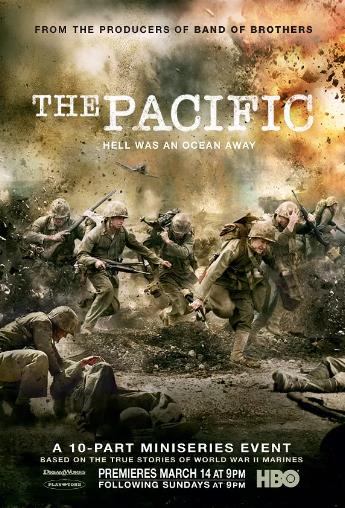 FROM THE PRODUCERS OF BAND OF BROTHERS
THE PACIFIC
HELL WAS AN OCEAN AWAY
A 10-PART MINISERIES EVENT
BASED ON THE TRUE STORIES OF WORLD WAR II MARINES
DREAMWORKS
PLAYTONE
PREMIERES MARCH 14 AT 9PM
FOLLOWING SUNDAYS AT 9PM
HBO